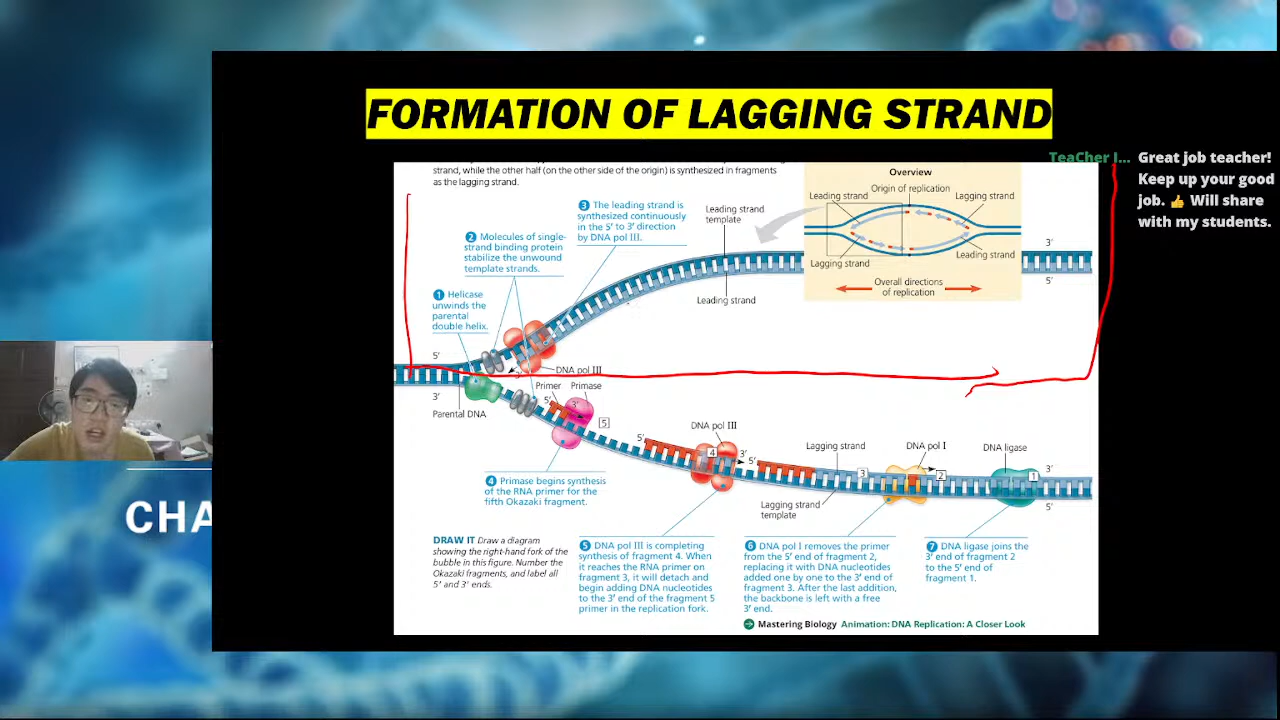 FORMATION OF LAGGING STRAND
TeaCher I... Great job teacher!
Keep up your good
job. 👍 Will share
with my students.
strand, while the other half (on the other side of the origin) is synthesized in fragments
as the lagging strand.
Overview
Origin of replication
Leading strand
Lagging strand
Lagging strand
Leading strand
Overall directions
of replication
3 The leading strand is
synthesized continuously
in the 5′ to 3′ direction
by DNA pol III.
Leading strand
template
2 Molecules of single-
strand binding protein
stabilize the unwound
template strands.
3′
5′
1 Helicase
unwinds the
parental
double helix.
Leading strand
5′
3′
DNA pol III
Primer
Primase
Parental DNA
5′
3′
[5]
5′
DNA pol III
4
3′
5′
Lagging strand
DNA pol I
DNA ligase
3
2
1
3′
5′
4 Primase begins synthesis
of the RNA primer for the
fifth Okazaki fragment.
Lagging strand
template
CHA
DRAW IT Draw a diagram
showing the right-hand fork of the
bubble in this figure. Number the
Okazaki fragments, and label all
5′ and 3′ ends.
5 DNA pol III is completing
synthesis of fragment 4. When
it reaches the RNA primer on
fragment 3, it will detach and
begin adding DNA nucleotides
to the 3′ end of the fragment 5
primer in the replication fork.
6 DNA pol I removes the primer
from the 5′ end of fragment 2,
replacing it with DNA nucleotides
added one by one to the 3′ end of
fragment 3. After the last addition,
the backbone is left with a free
3′ end.
7 DNA ligase joins the
3′ end of fragment 2
to the 5′ end of
fragment 1.
Mastering Biology Animation: DNA Replication: A Closer Look